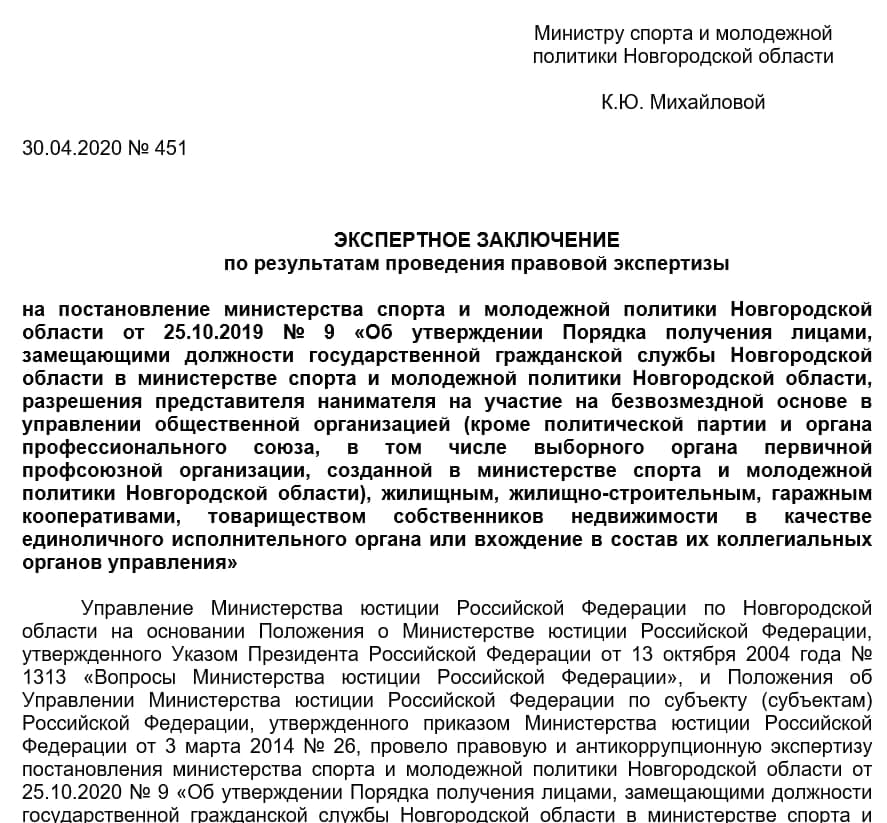 Министру спорта и молодежной
политики Новгородской области
К.Ю. Михайловой
30.04.2020 № 451
ЭКСПЕРТНОЕ ЗАКЛЮЧЕНИЕ
по результатам проведения правовой экспертизы
на постановление министерства спорта и молодежной политики Новгородской
области от 25.10.2019 № 9 «Об утверждении Порядка получения лицами,
замещающими должности государственной гражданской службы Новгородской
области в министерстве спорта и молодежной политики Новгородской области,
разрешения представителя нанимателя на участие на безвозмездной основе в
управлении общественной организацией (кроме политической партии и органа
профессионального союза, в том числе выборного органа первичной
профсоюзной организации, созданной в министерстве спорта и молодежной
политики Новгородской области), жилищным, жилищно-строительным, гаражным
кооперативами, товариществом собственников недвижимости в качестве
единоличного исполнительного органа или вхождение в состав их коллегиальных
органов управления»
Управление Министерства юстиции Российской Федерации по Новгородской
области на основании Положения о Министерстве юстиции Российской Федерации,
утвержденного Указом Президента Российской Федерации от 13 октября 2004 года №
1313 «Вопросы Министерства юстиции Российской Федерации», и Положения об
Управлении Министерства юстиции Российской Федерации по субъекту (субъектам)
Российской Федерации, утвержденного приказом Министерства юстиции Российской
Федерации от 3 марта 2014 № 26, провело правовую и антикоррупционную экспертизу
постановления министерства спорта и молодежной политики Новгородской области от
25.10.2020 № 9 «Об утверждении Порядка получения лицами, замещающими должности
государственной гражданской службы Новгородской области в министерстве спорта и